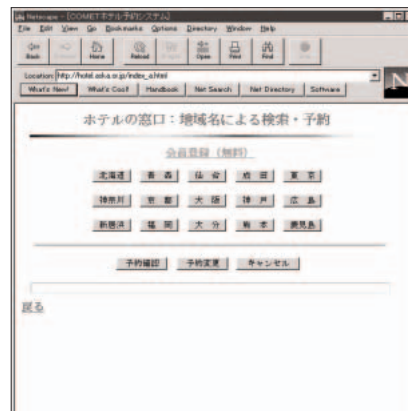 Netscape - [COMETホテル予約システム]
File Edit View Go Bookmarks Options Directory Window Help
Back Home Reload Open Print Find
Location: http://hotel.aska.or.jp/index_a.html
What's New! What's Cool! Handbook Net Search Net Directory Software
N
ホテルの窓口：地域名による検索・予約
会員登録（無料）
北海道 青森 仙台 成田 東京
神奈川 京都 大阪 神戸 広島
新居浜 福岡 大分 熊本 鹿児島
予約確認 予約変更 キャンセル
戻る